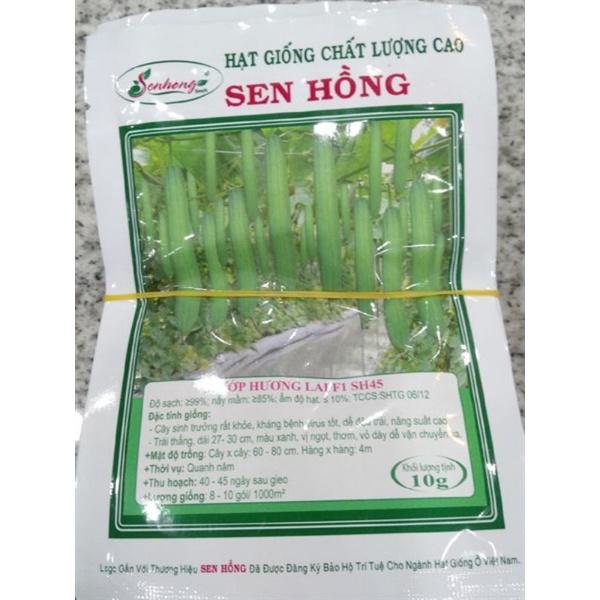 Senhong
Seeds
HẠT GIỐNG CHẤT LƯỢNG CAO
SEN HỒNG
HƯƠNG LAI F1 SH45
Độ sạch: ≥99%; nảy mầm: ≥85%; ẩm độ hạt: ≤ 10%; TCCS:SHTG 06/12
Đặc tính giống:
- Cây sinh trưởng rất khỏe, kháng bệnh virus tốt, dễ đậu trái, năng suất cao
- Trái thẳng, dài 27- 30 cm, màu xanh, vị ngọt, thơm, vỏ dày dễ vận chuyển xa.
+Mật độ trồng: Cây x cây: 60 - 80 cm. Hàng x hàng: 4m
+Thời vụ: Quanh năm
+Thu hoạch: 40 - 45 ngày sau gieo
+Lượng giống: 8 - 10 gói/ 1000m²
Khối lượng tịnh
10g
Logo Gắn Với Thương Hiệu SEN HỒNG Đã Được Đăng Ký Bảo Hộ Trí Tuệ Cho Ngành Hạt Giống Ở Việt Nam.